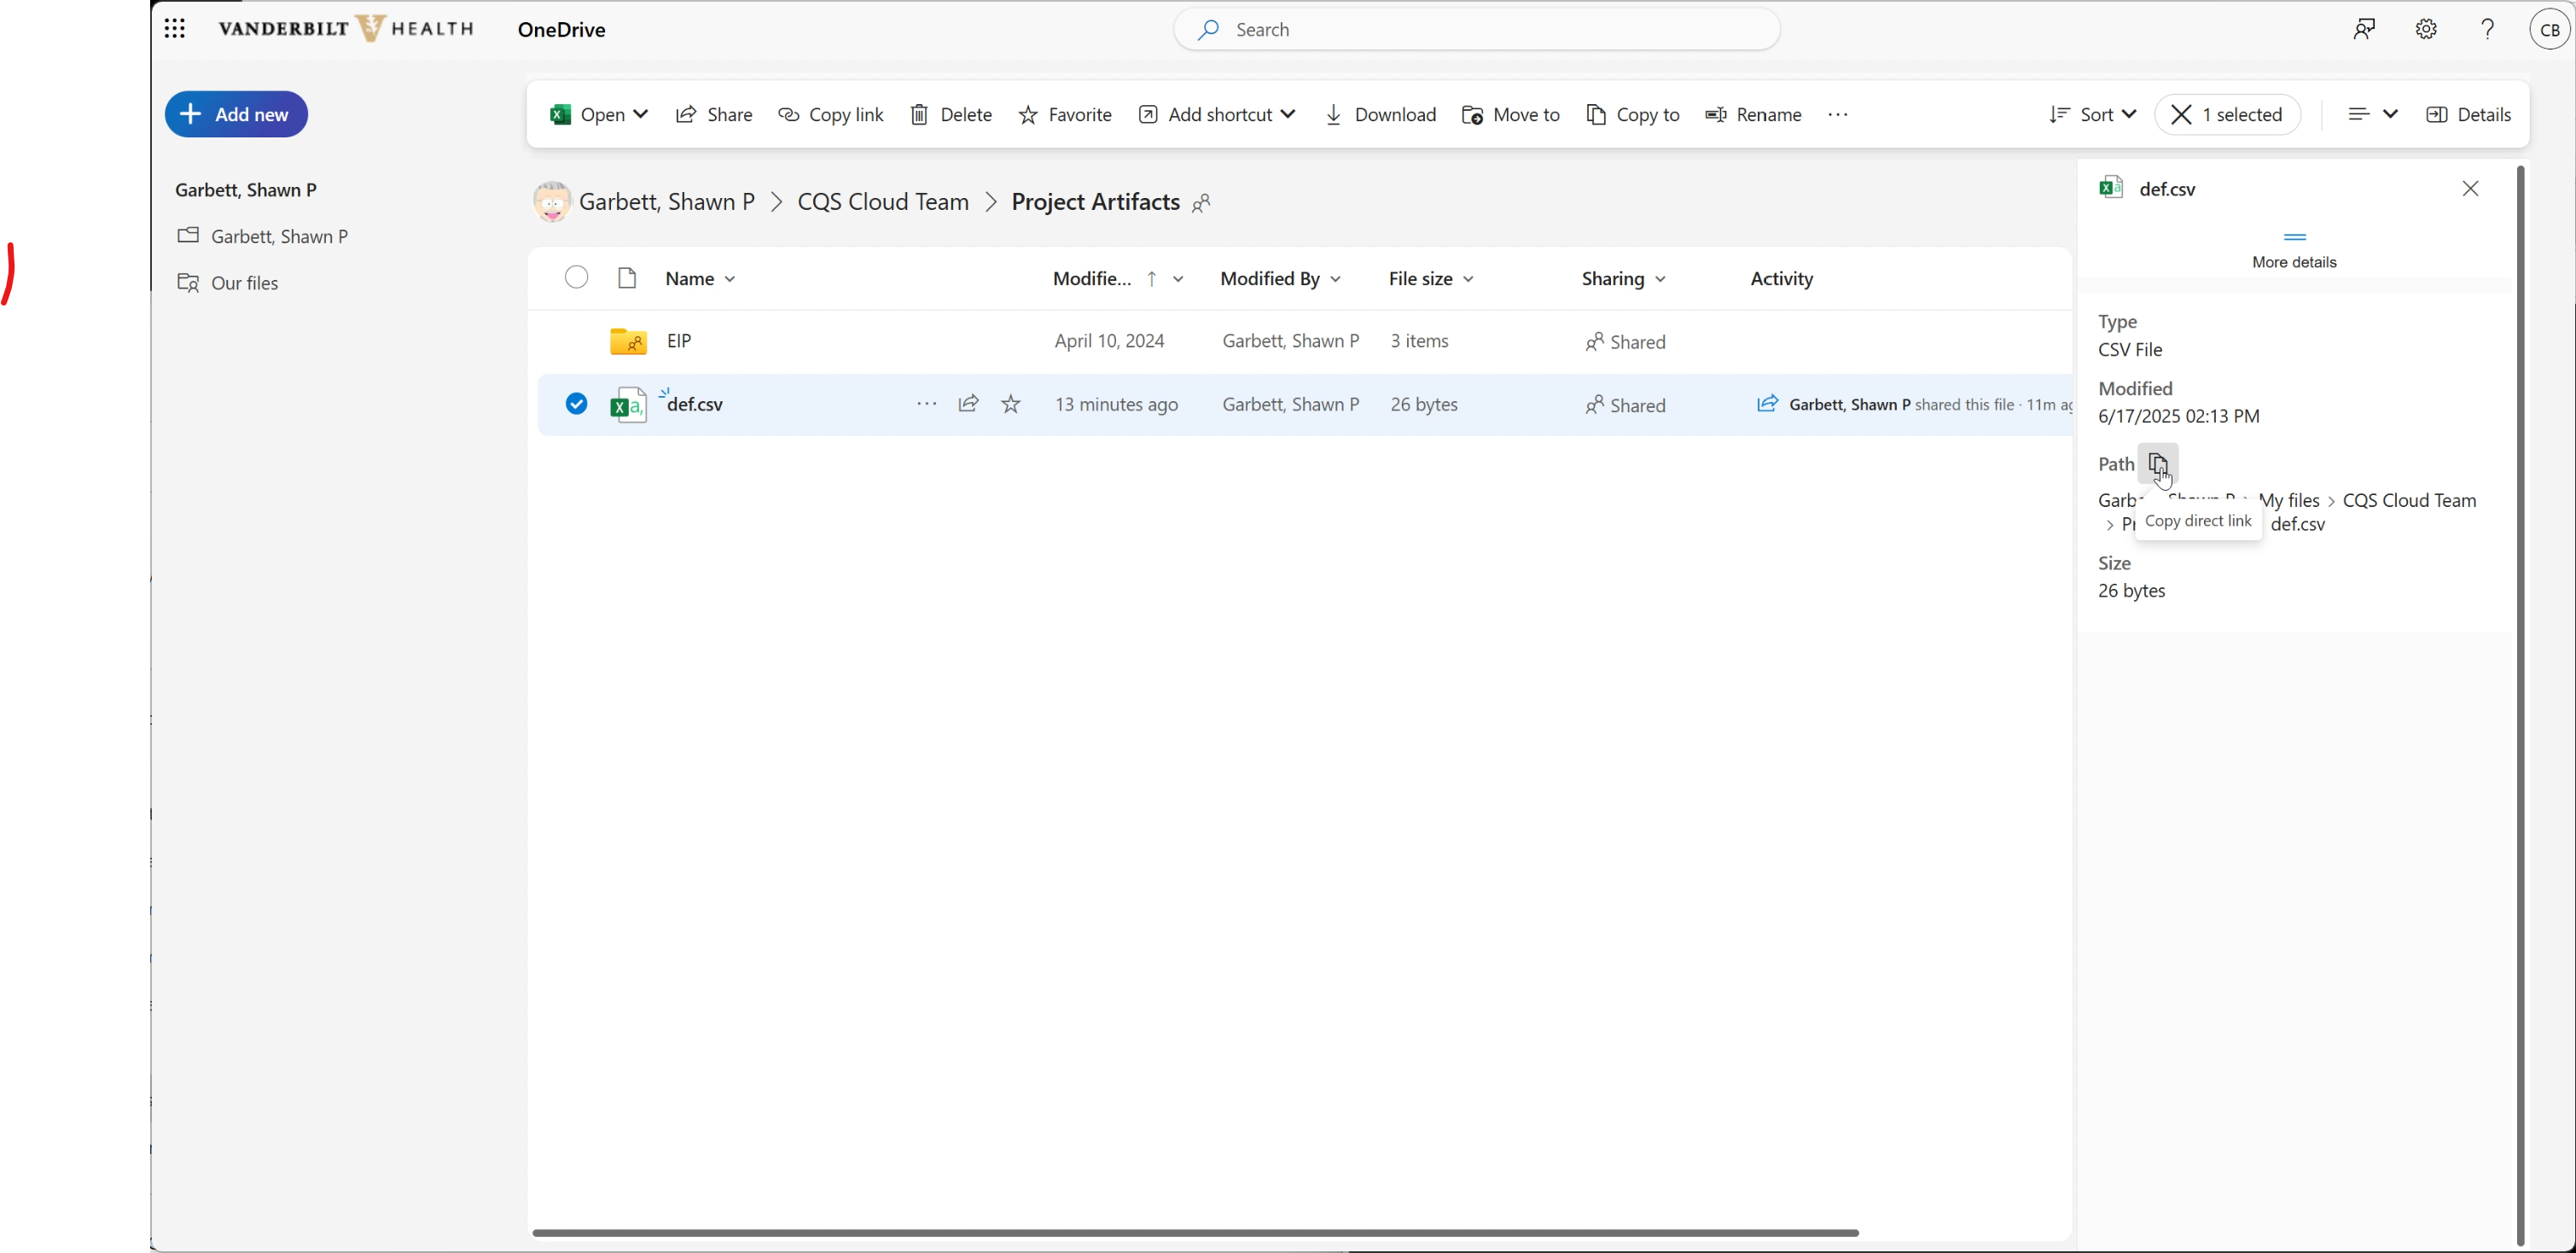 VANDERBILT HEALTH OneDrive Search CB
Add new
Open Share Copy link Delete Favorite Add shortcut Download Move to Copy to Rename ... Sort 1 selected Details
Garbett, Shawn P
Garbett, Shawn P
Our files
Garbett, Shawn P > CQS Cloud Team > Project Artifacts
Name Modifie... ↑ Modified By File size Sharing Activity
EIP April 10, 2024 Garbett, Shawn P 3 items Shared
def.csv ... 13 minutes ago Garbett, Shawn P 26 bytes Shared Garbett, Shawn P shared this file · 11m
def.csv
More details
Type
CSV File
Modified
6/17/2025 02:13 PM
Path
My files > CQS Cloud Team
> def.csv
Copy direct link
Size
26 bytes